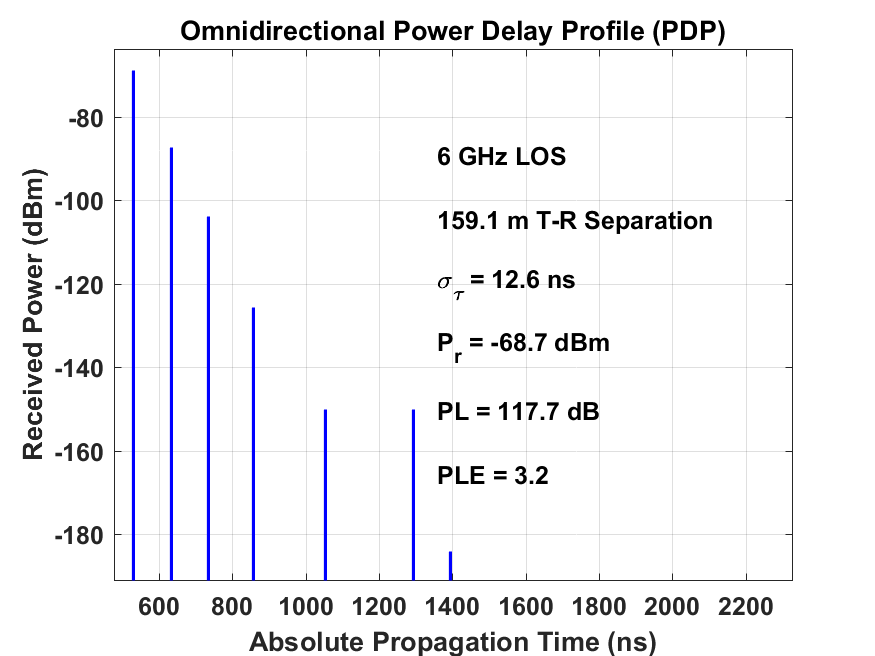 Omnidirectional Power Delay Profile (PDP)
Received Power (dBm)
-80
-100
-120
-140
-160
-180
6 GHz LOS
159.1 m T-R Separation
σ_τ = 12.6 ns
P_r = -68.7 dBm
PL = 117.7 dB
PLE = 3.2
600 800 1000 1200 1400 1600 1800 2000 2200
Absolute Propagation Time (ns)